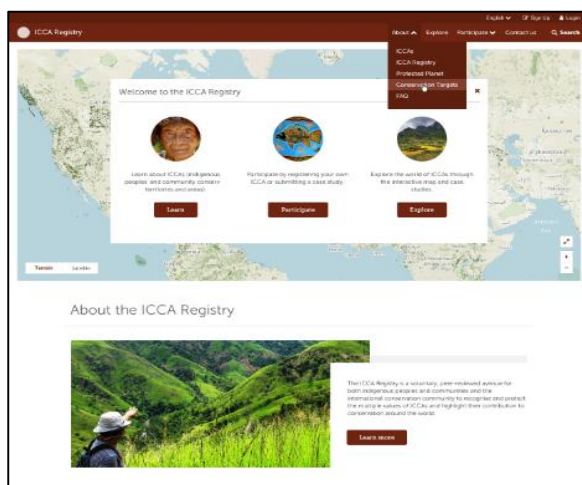 English Sign Up Login
ICCA Registry About Explore Participate Contact us Search
ICCAs
ICCA Registry
Protected Planet
Conservation Targets
FAQ
Welcome to the ICCA Registry
Learn about ICCAs (indigenous
peoples and community conserv
territories and areas)
Learn
Participate by registering your own
ICCA or submitting a case study.
Participate
Explore the world of ICCAs through
the interactive map and case
studies.
Explore
Terrain Satellite
About the ICCA Registry
The ICCA Registry is a voluntary, peer-reviewed avenue for
both indigenous peoples and communities and the
international conservation community to recognise and protect
the multiple values of ICCAs and highlight their contribution to
conservation around the world.
Learn more